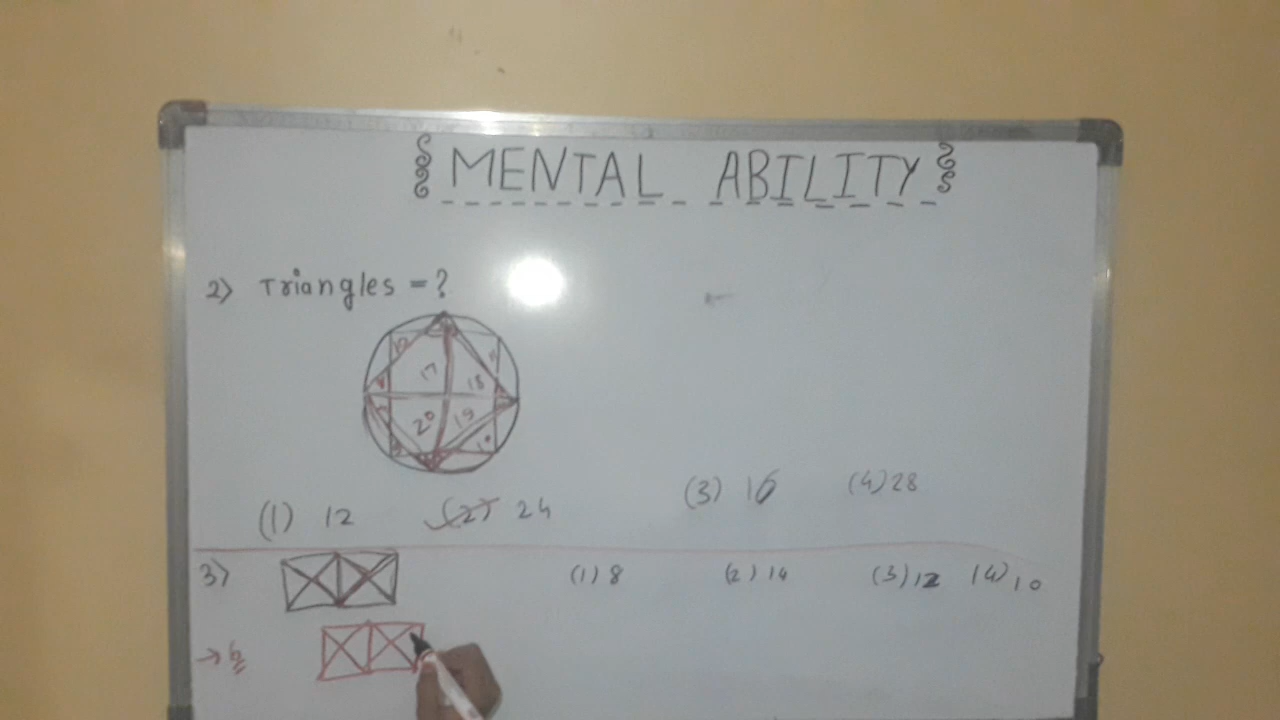 MENTAL ABILITY
2) Triangles = ?
17 18
20 19
(1) 12 (2) 24 (3) 16 (4) 28
3) (1) 8 (2) 14 (3) 12 (4) 10